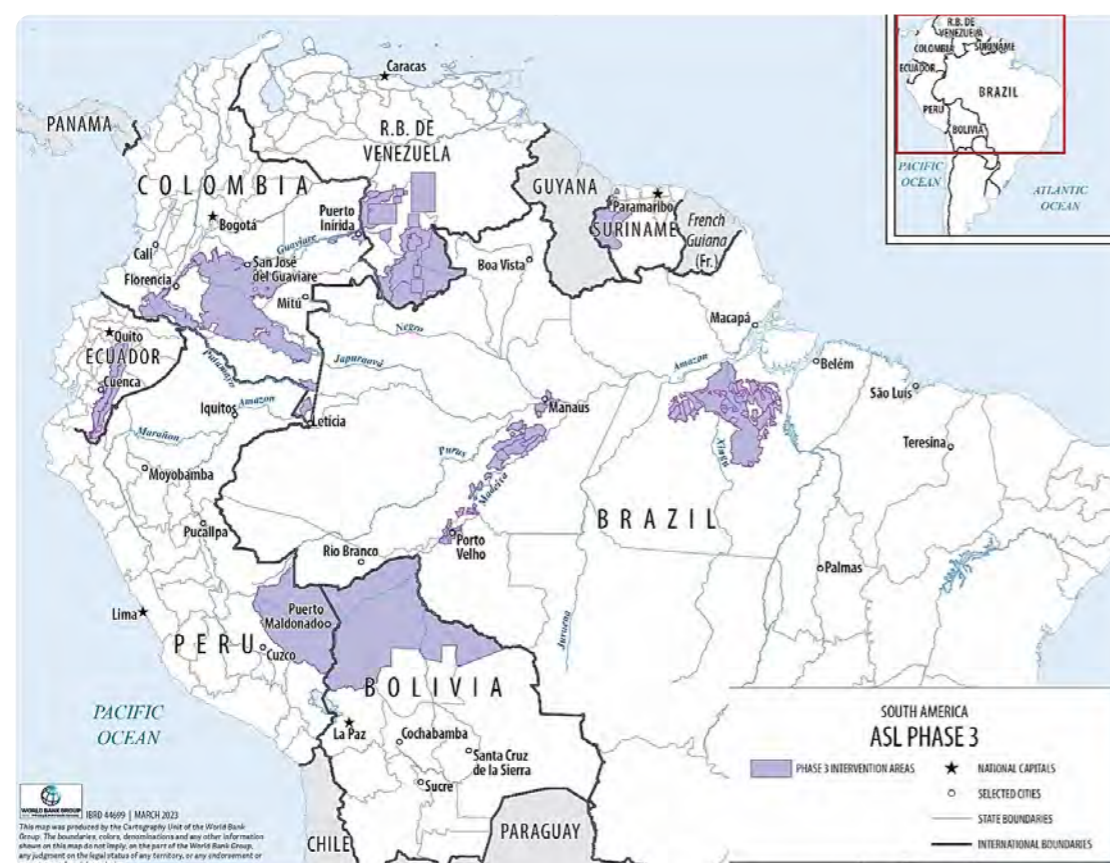 PANAMA
Caracas
R.B. DE
VENEZUELA
COLOMBIA
Bogotá
Puerto
Inírida
Guaviare
Cali
San José
del Guaviare
Florencia
Mitú
GUYANA
Paramaribo
SURINAME
French
Guiana
(Fr.)
Boa Vista
Quito
ECUADOR
Cuenca
Putumayo
Negro
Japuraová
Iquitos
Amazon
Leticia
Marañon
Moyobamba
Pucallpa
Macapá
Amazon
Belém
São Luis
Teresina
Manaus
Purus
Madeira
Xingu
BRAZIL
Porto
Velho
Rio Branco
Palmas
Juruena
Lima
PERU
Puerto
Maldonado
Cuzco
BOLIVIA
La Paz
Cochabamba
Santa Cruz
de la Sierra
Sucre
CHILE
PARAGUAY
PACIFIC
OCEAN
R.B. DE
VENEZUELA
COLOMBIA
SURINAME
ECUADOR
BRAZIL
PERU
BOLIVIA
PACIFIC
OCEAN
ATLANTIC
OCEAN
SOUTH AMERICA
ASL PHASE 3
PHASE 3 INTERVENTION AREAS
NATIONAL CAPITALS
SELECTED CITIES
STATE BOUNDARIES
INTERNATIONAL BOUNDARIES
WORLD BANK GROUP
IBRD 44699 | MARCH 2023
This map was produced by the Cartography Unit of the World Bank
Group. The boundaries, colors, denominations and any other information
shown on this map do not imply, on the part of the World Bank Group,
any judgment on the legal status of any territory, or any endorsement or